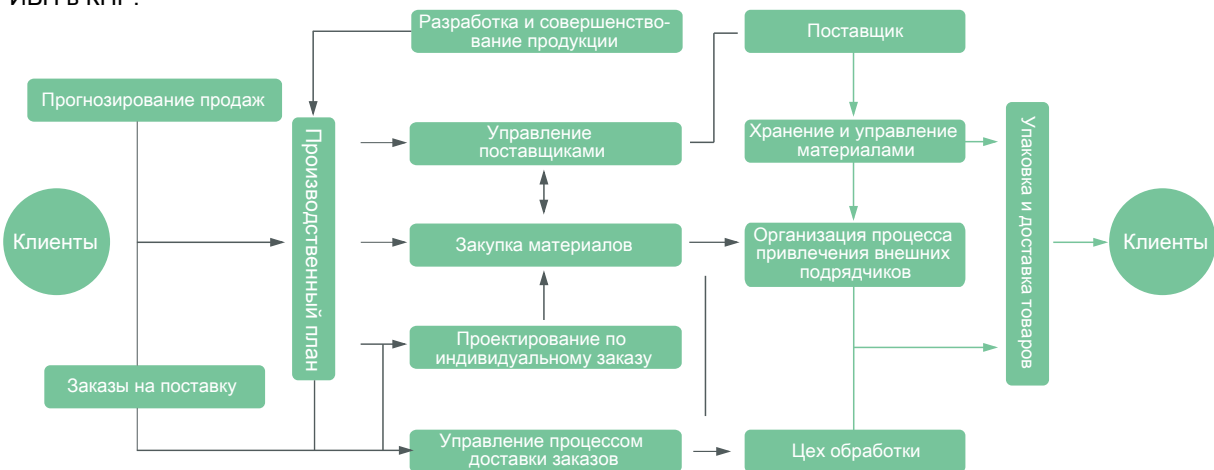 ИБП в КНР.
Разработка и совершенство-
вание продукции
Поставщик
Прогнозирование продаж
Производственный план
Управление
поставщиками
Хранение и управление
материалами
Упаковка и доставка товаров
Клиенты
Закупка материалов
Организация процесса
привлечения внешних
подрядчиков
Клиенты
Проектирование по
индивидуальному заказу
Заказы на поставку
Управление процессом
доставки заказов
Цех обработки